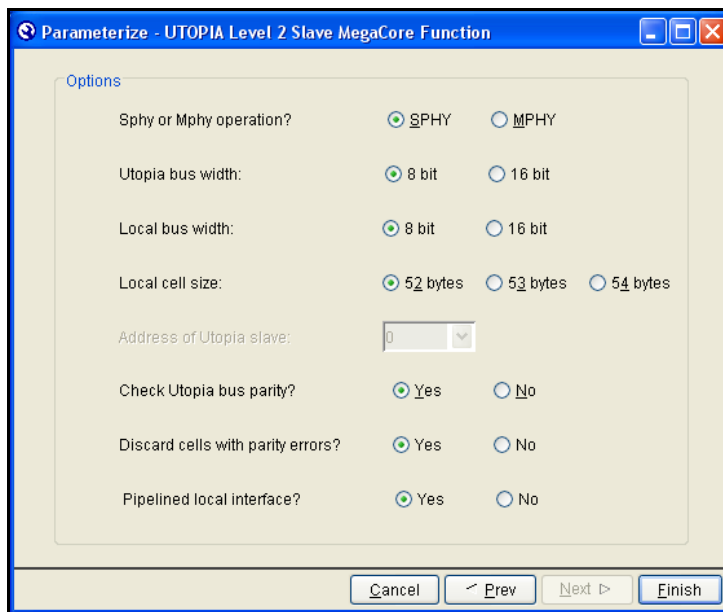 Parameterize - UTOPIA Level 2 Slave MegaCore Function
Options
Sphy or Mphy operation? SPHY MPHY
Utopia bus width: 8 bit 16 bit
Local bus width: 8 bit 16 bit
Local cell size: 52 bytes 53 bytes 54 bytes
Address of Utopia slave: 0
Check Utopia bus parity? Yes No
Discard cells with parity errors? Yes No
Pipelined local interface? Yes No
Cancel Prev Next Finish